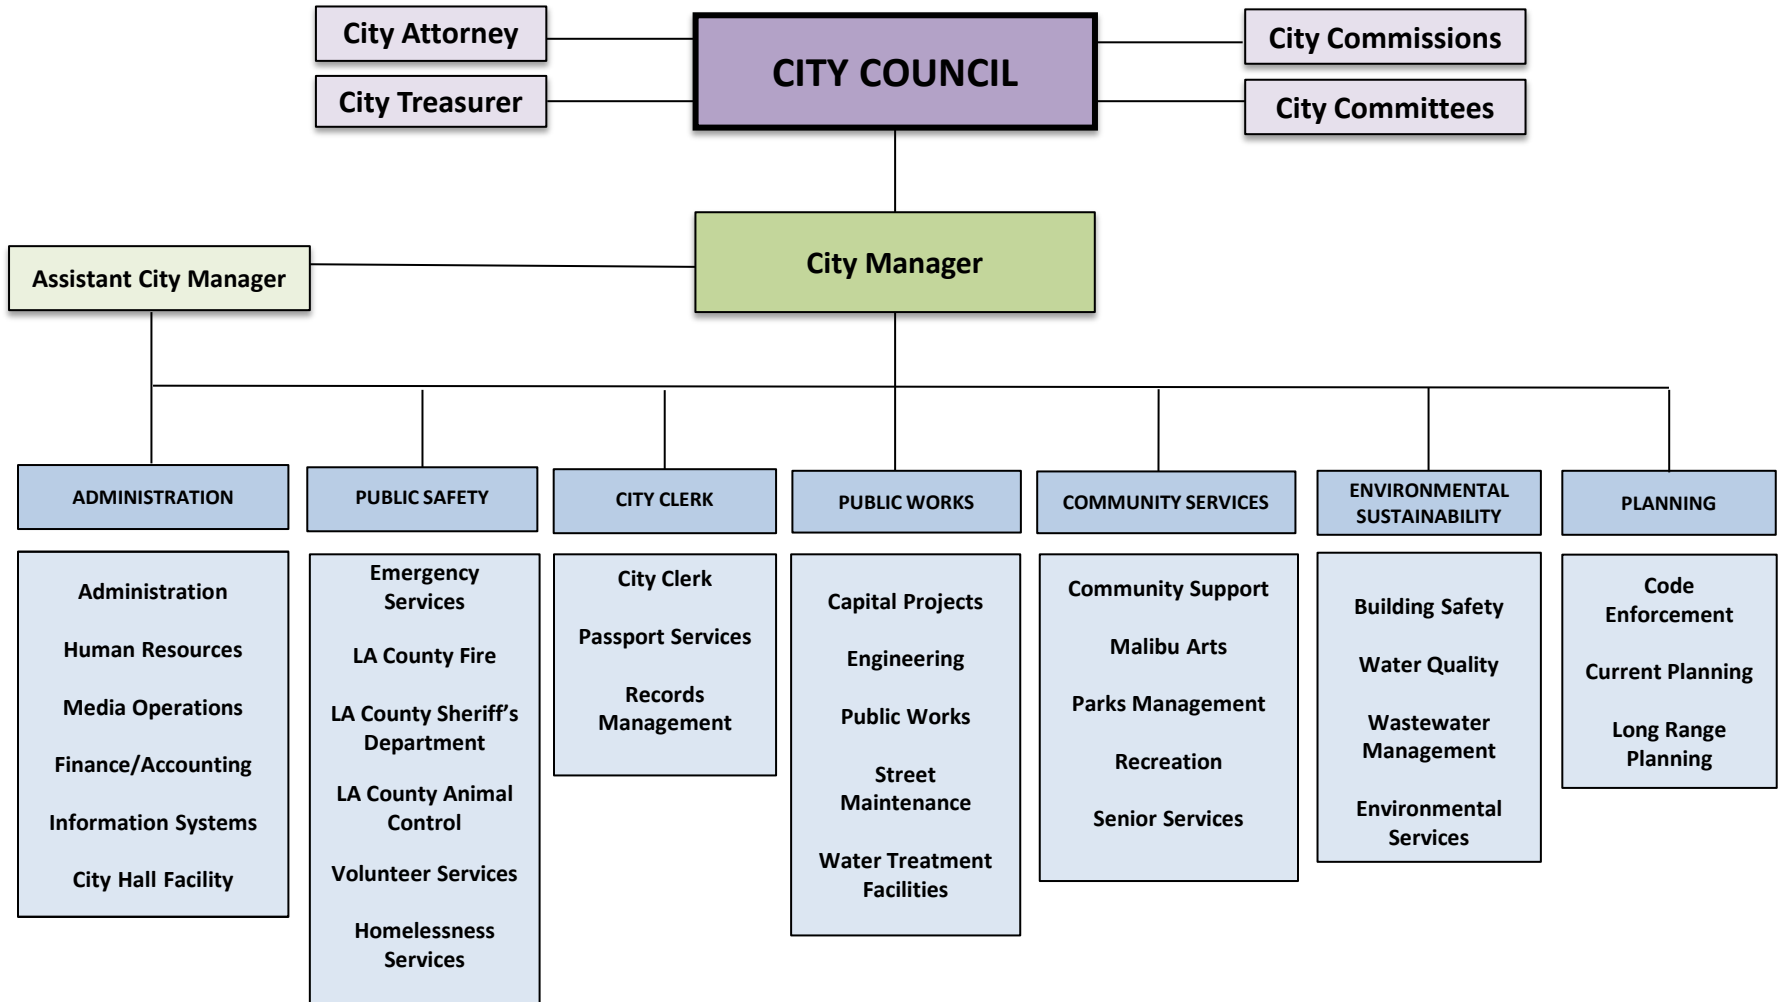 City Attorney
City Treasurer
CITY COUNCIL
City Commissions
City Committees
Assistant City Manager
City Manager
ADMINISTRATION
Administration
Human Resources
Media Operations
Finance/Accounting
Information Systems
City Hall Facility
PUBLIC SAFETY
Emergency
Services
LA County Fire
LA County Sheriff’s
Department
LA County Animal
Control
Volunteer Services
Homelessness
Services
CITY CLERK
City Clerk
Passport Services
Records
Management
PUBLIC WORKS
Capital Projects
Engineering
Public Works
Street
Maintenance
Water Treatment
Facilities
COMMUNITY SERVICES
Community Support
Malibu Arts
Parks Management
Recreation
Senior Services
ENVIRONMENTAL
SUSTAINABILITY
Building Safety
Water Quality
Wastewater
Management
Environmental
Services
PLANNING
Code
Enforcement
Current Planning
Long Range
Planning